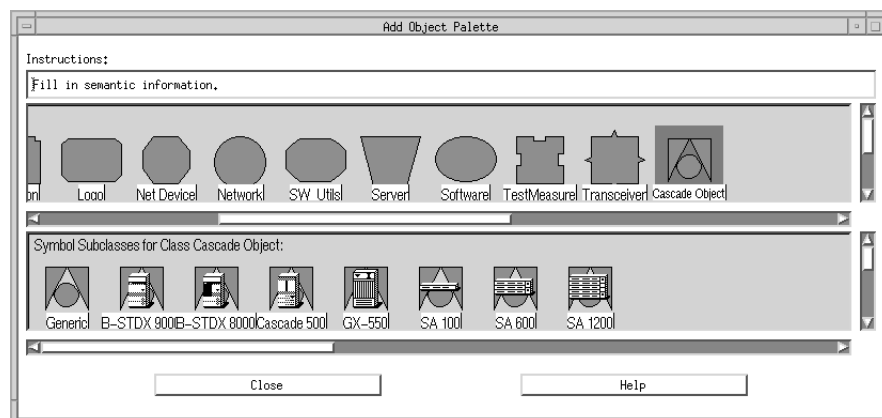 Add Object Palette
Instructions:
Fill in semantic information.
on Logo Net Device Network SW Utils Server Software TestMeasure Transceiver Cascade Object
Symbol Subclasses for Class Cascade Object:
Generic B-STDX 900 B-STDX 8000 Cascade 500 GX-550 SA 100 SA 600 SA 1200
Close Help